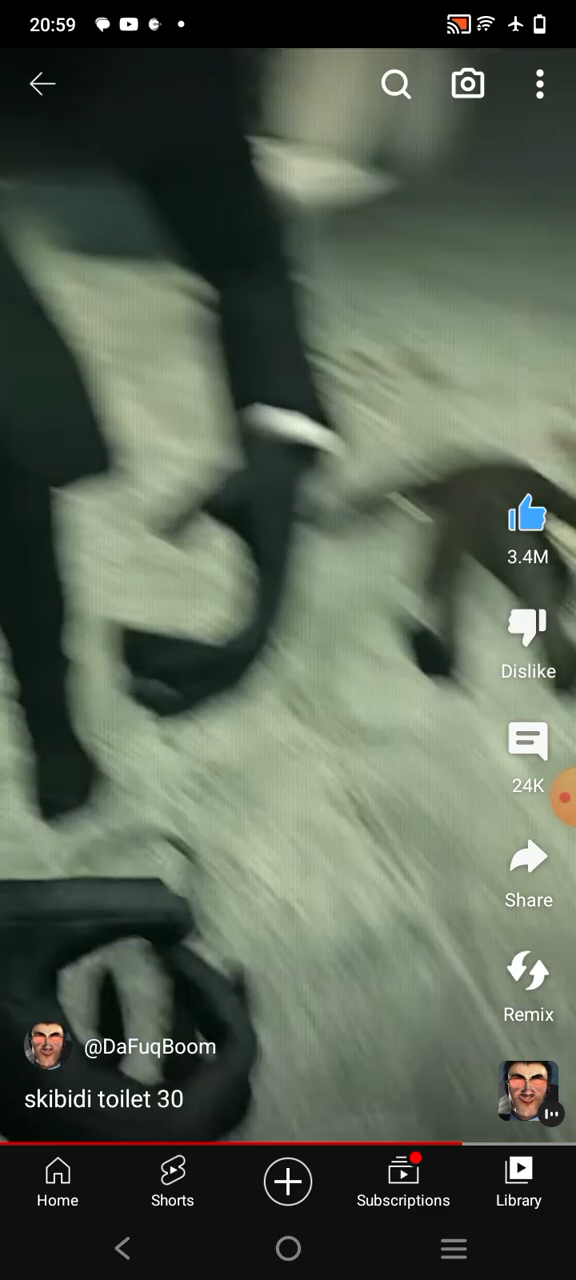 20:59
3.4M
Dislike
24K
Share
Remix
@DaFuqBoom
skibidi toilet 30
Home
Shorts
Subscriptions
Library